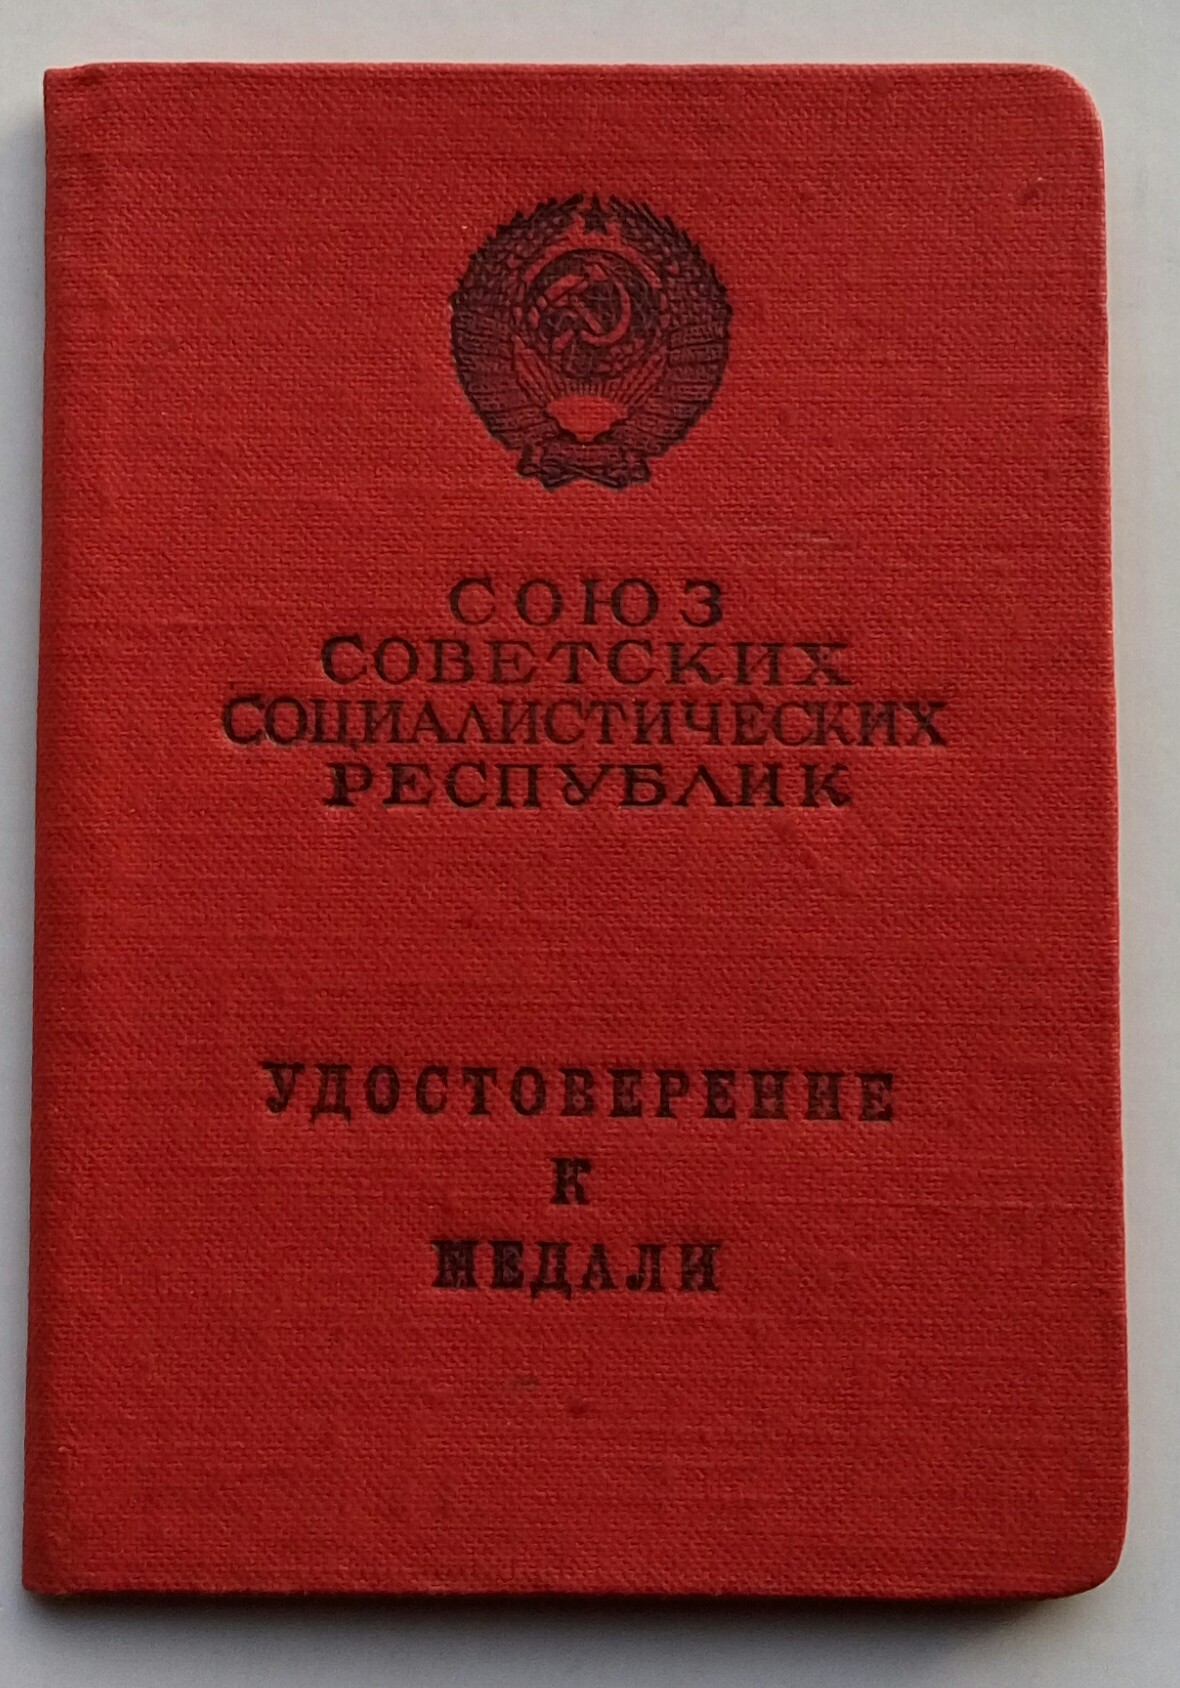 СОЮЗ
СОВЕТСКИХ
СОЦИАЛИСТИЧЕСКИХ
РЕСПУБЛИК
УДОСТОВЕРЕНИЕ
К
МЕДАЛИ